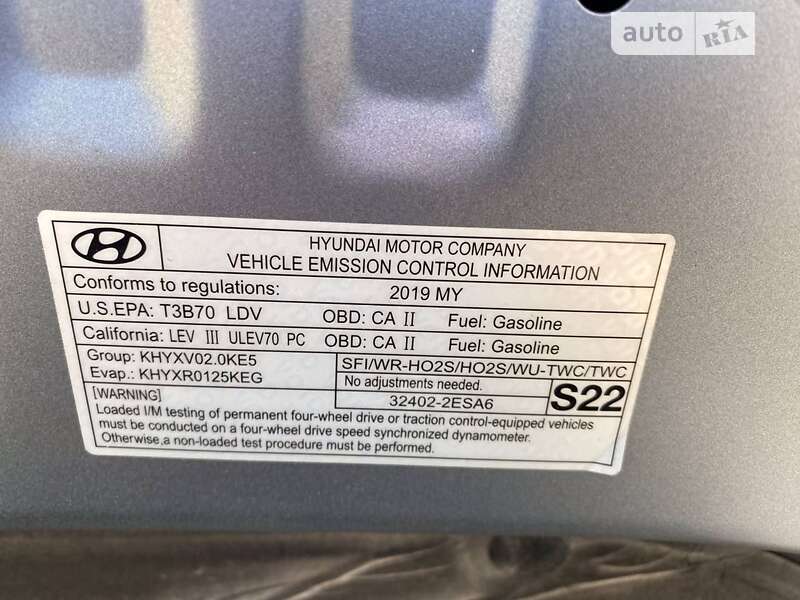 auto RIA
HYUNDAI MOTOR COMPANY
VEHICLE EMISSION CONTROL INFORMATION
Conforms to regulations: 2019 MY
U.S.EPA: T3B70 LDV OBD: CA II Fuel: Gasoline
California: LEV III ULEV70 PC OBD: CA II Fuel: Gasoline
Group: KHYXV02.0KE5 SFI/WR-HO2S/HO2S/WU-TWC/TWC
Evap.: KHYXR0125KEG No adjustments needed.
32402-2ESA6 S22
[WARNING]
Loaded I/M testing of permanent four-wheel drive or traction control-equipped vehicles
must be conducted on a four-wheel drive speed synchronized dynamometer.
Otherwise,a non-loaded test procedure must be performed.